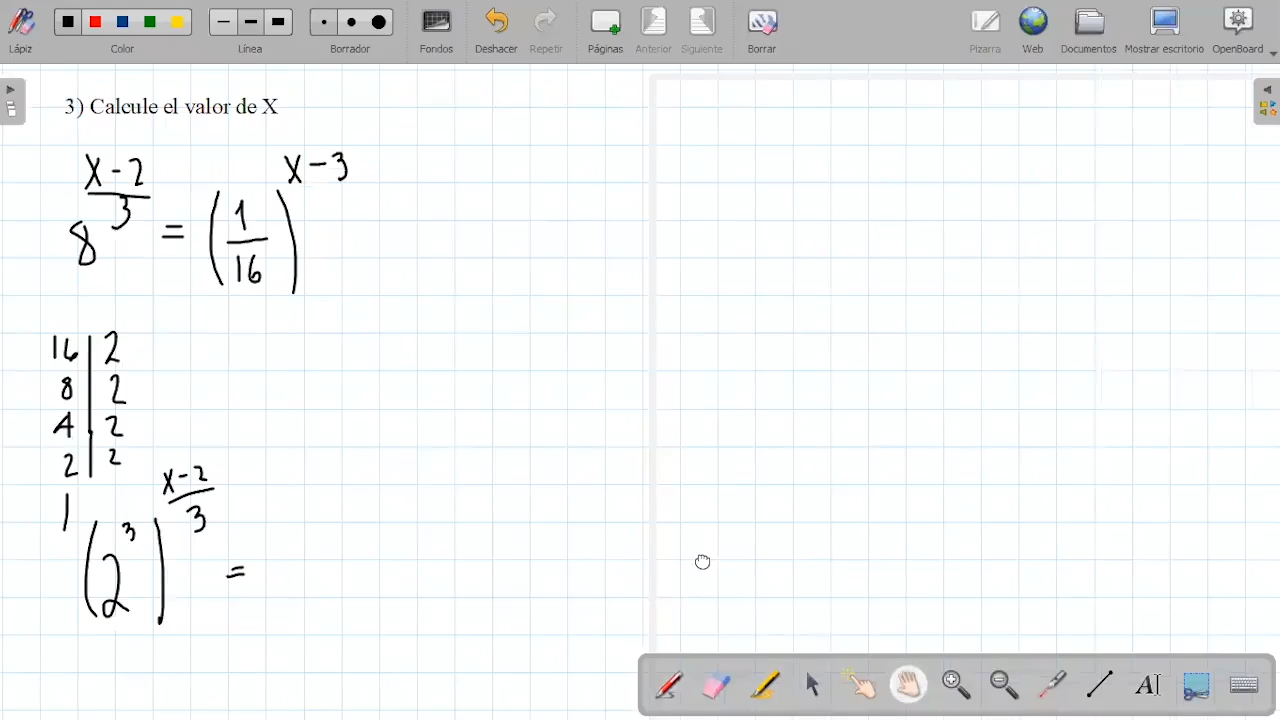 Lápiz Color Línea Borrador Fondos Deshacer Repetir Páginas Anterior Siguiente Borrar Pizarra Web Documentos Mostrar escritorio OpenBoard
3) Calcule el valor de X
8^((x-2)/3) = (1/16)^(x-3)
16 | 2
8 | 2
4 | 2
2 | 2
1
(2^3)^((x-2)/3) =
A